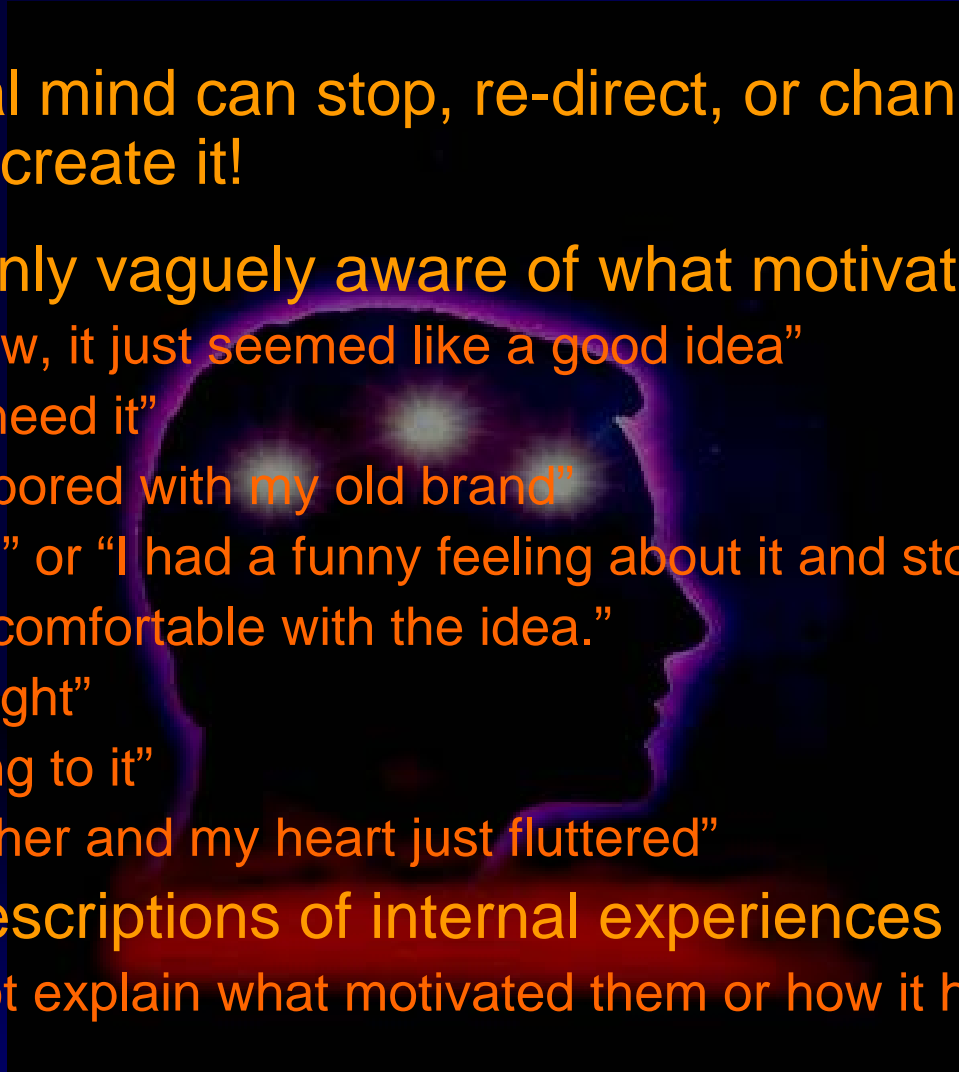 l mind can stop, re-direct, or chan
create it!
nly vaguely aware of what motivat
w, it just seemed like a good idea”
need it”
bored with my old brand”
” or “I had a funny feeling about it and sto
comfortable with the idea.”
ght”
ng to it”
her and my heart just fluttered”
escriptions of internal experiences
t explain what motivated them or how it h